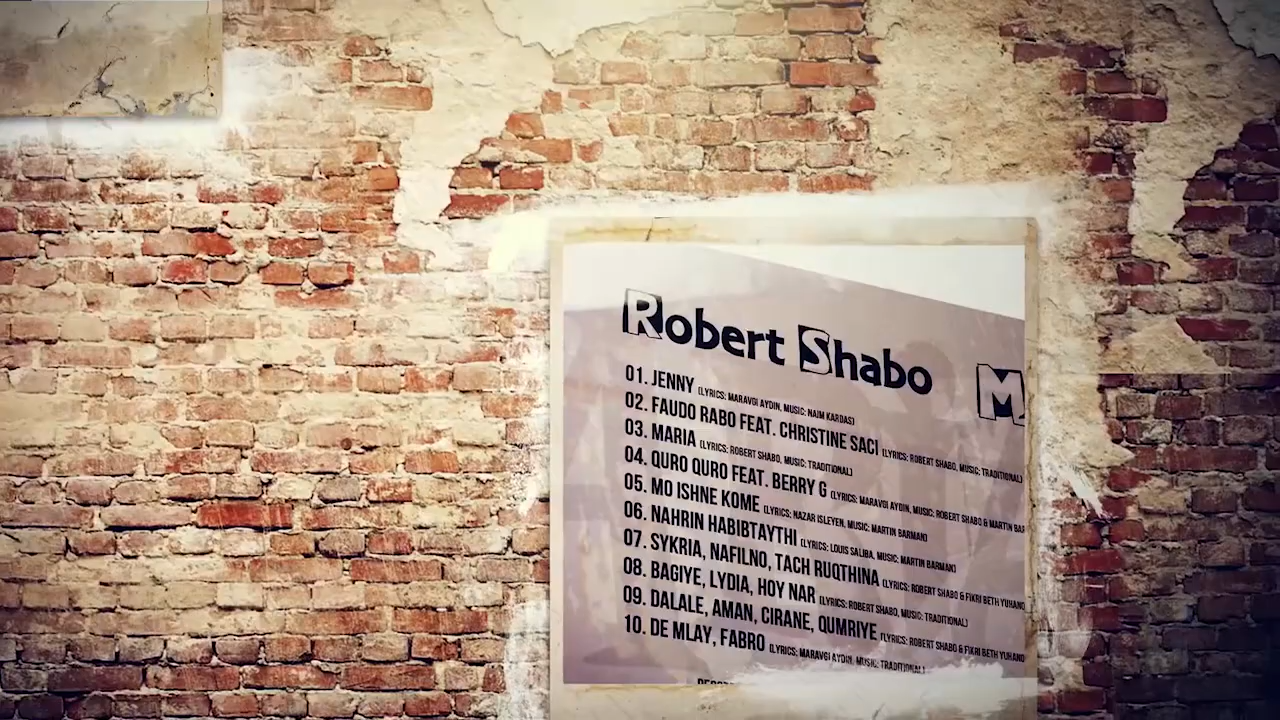 Robert Shabo M
01. JENNY (LYRICS: MARAVGI AYDIN, MUSIC: NAIM KARDAS)
02. FAUDO RABO FEAT. CHRISTINE SACI (LYRICS: ROBERT SHABO, MUSIC: TRADITIONAL)
03. MARIA (LYRICS: ROBERT SHABO, MUSIC: TRADITIONAL)
04. QURO QURO FEAT. BERRY G (LYRICS: MARAVGI AYDIN, MUSIC: ROBERT SHABO & MARTIN BAR
05. MO ISHNE KOME (LYRICS: NAZAR ISLEYEN, MUSIC: MARTIN BARMAN)
06. NAHRIN HABIBTAYTHI (LYRICS: LOUIS SALIBA, MUSIC: MARTIN BARMAN)
07. SYKRIA, NAFILNO, TACH RUQTHINA (LYRICS: ROBERT SHABO & FIKRI BETH YUHANO
08. BAGIYE, LYDIA, HOY NAR (LYRICS: ROBERT SHABO, MUSIC: TRADITIONAL)
09. DALALE, AMAN, CIRANE, QUMRIYE (LYRICS: ROBERT SHABO & FIKRI BETH YUHANO
10. DE MLAY, FABRO (LYRICS: MARAVGI AYDIN, MUSIC: TRADITIONAL)